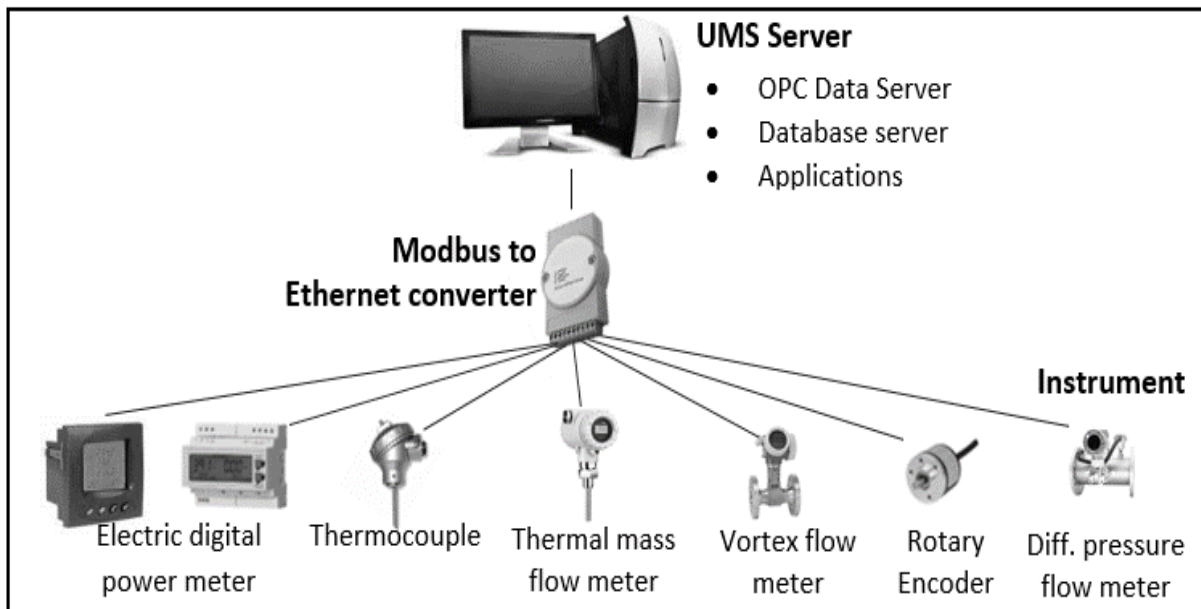 UMS Server
• OPC Data Server
• Database server
• Applications
Modbus to
Ethernet converter
Instrument
Electric digital
power meter
Thermocouple
Thermal mass
flow meter
Vortex flow
meter
Rotary
Encoder
Diff. pressure
flow meter